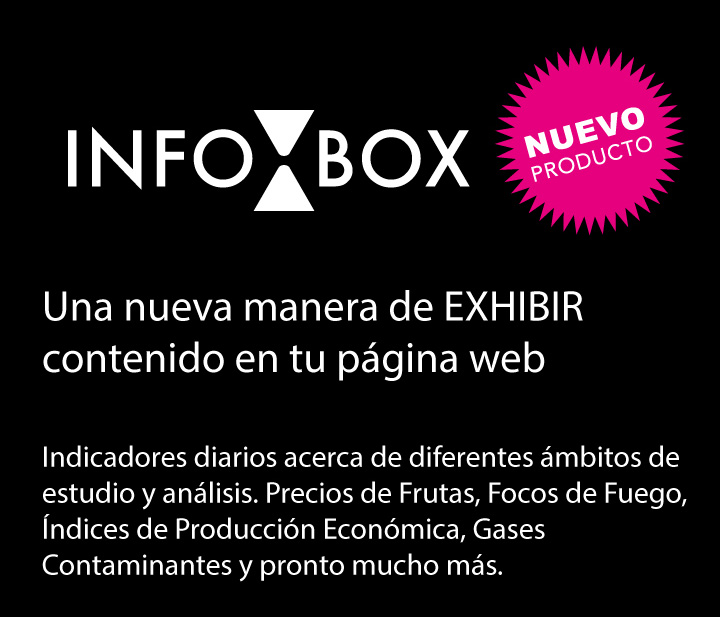 INFO BOX
NUEVO
PRODUCTO
Una nueva manera de EXHIBIR
contenido en tu página web
Indicadores diarios acerca de diferentes ámbitos de
estudio y análisis. Precios de Frutas, Focos de Fuego,
Índices de Producción Económica, Gases
Contaminantes y pronto mucho más.